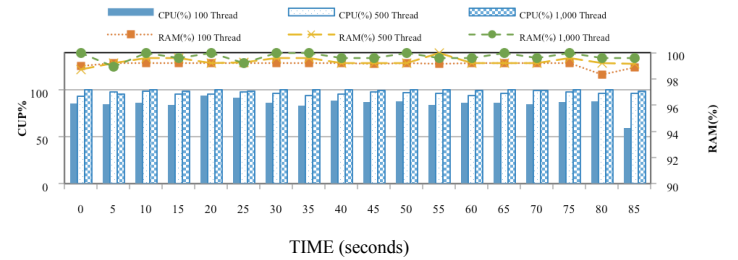 CPU(%) 100 Thread CPU(%) 500 Thread CPU(%) 1,000 Thread
RAM(%) 100 Thread RAM(%) 500 Thread RAM(%) 1,000 Thread
CUP%
100
50
0
100
98
96
94
92
90
RAM(%)
0 5 10 15 20 25 30 35 40 45 50 55 60 65 70 75 80 85
TIME (seconds)